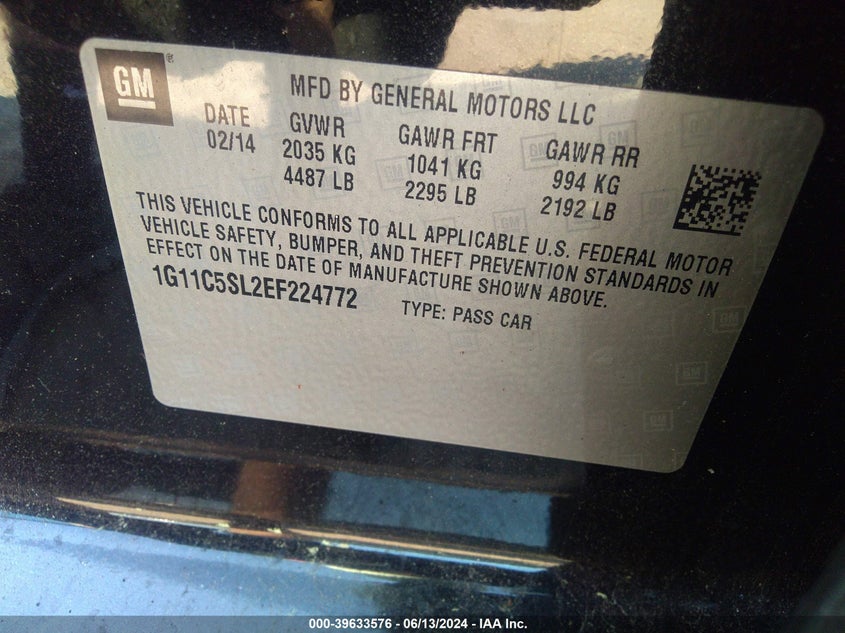 GM®
MFD BY GENERAL MOTORS LLC
DATE GVWR GAWR FRT GAWR RR
02/14 2035 KG 1041 KG 994 KG
4487 LB 2295 LB 2192 LB
THIS VEHICLE CONFORMS TO ALL APPLICABLE U.S. FEDERAL MOTOR
VEHICLE SAFETY, BUMPER, AND THEFT PREVENTION STANDARDS IN
EFFECT ON THE DATE OF MANUFACTURE SHOWN ABOVE.
1G11C5SL2EF224772 TYPE: PASS CAR
000-39633576 / 06/13/2024 - IAA Inc.